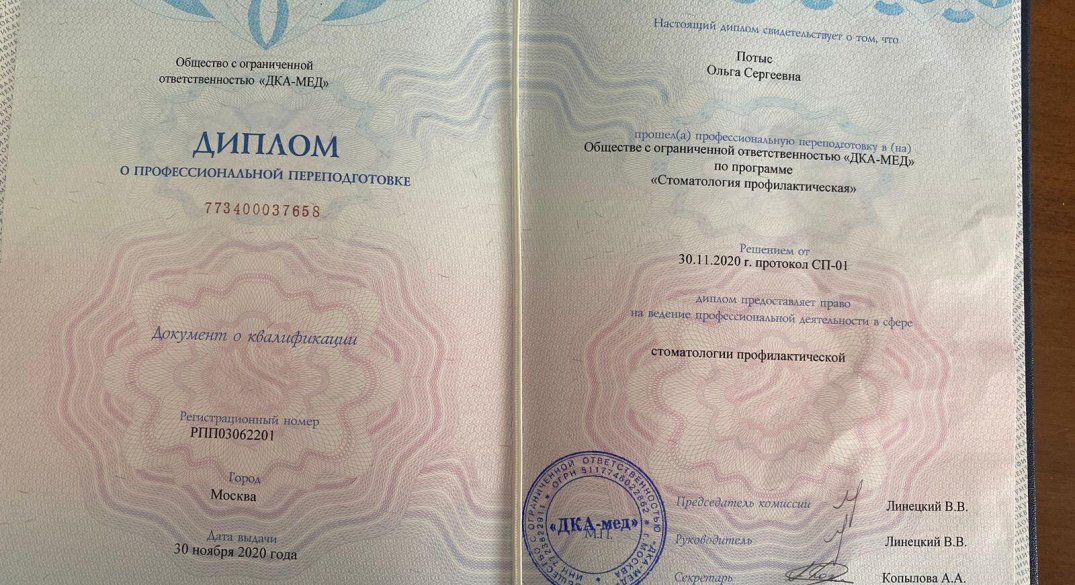 Общество с ограниченной
ответственностью «ДКА-МЕД»
ДИПЛОМ
О ПРОФЕССИОНАЛЬНОЙ ПЕРЕПОДГОТОВКЕ
773400037658
Документ о квалификации
Регистрационный номер
РПП03062201
Город
Москва
Дата выдачи
30 ноября 2020 года
Настоящий диплом свидетельствует о том, что
Потыс
Ольга Сергеевна
прошел(а) профессиональную переподготовку в (на)
Обществе с ограниченной ответственностью «ДКА-МЕД»
по программе
«Стоматология профилактическая»
Решением от
30.11.2020 г. протокол СП-01
диплом предоставляет право
на ведение профессиональной деятельности в сфере
стоматологии профилактической
Председатель комиссии Линецкий В.В.
Руководитель Линецкий В.В.
Секретарь Копылова А.А.
М.П.
«ДКА-мед»
ОГРАНИЧЕННОЙ ОТВЕТСТВЕННОСТЬЮ
г. МОСКВА